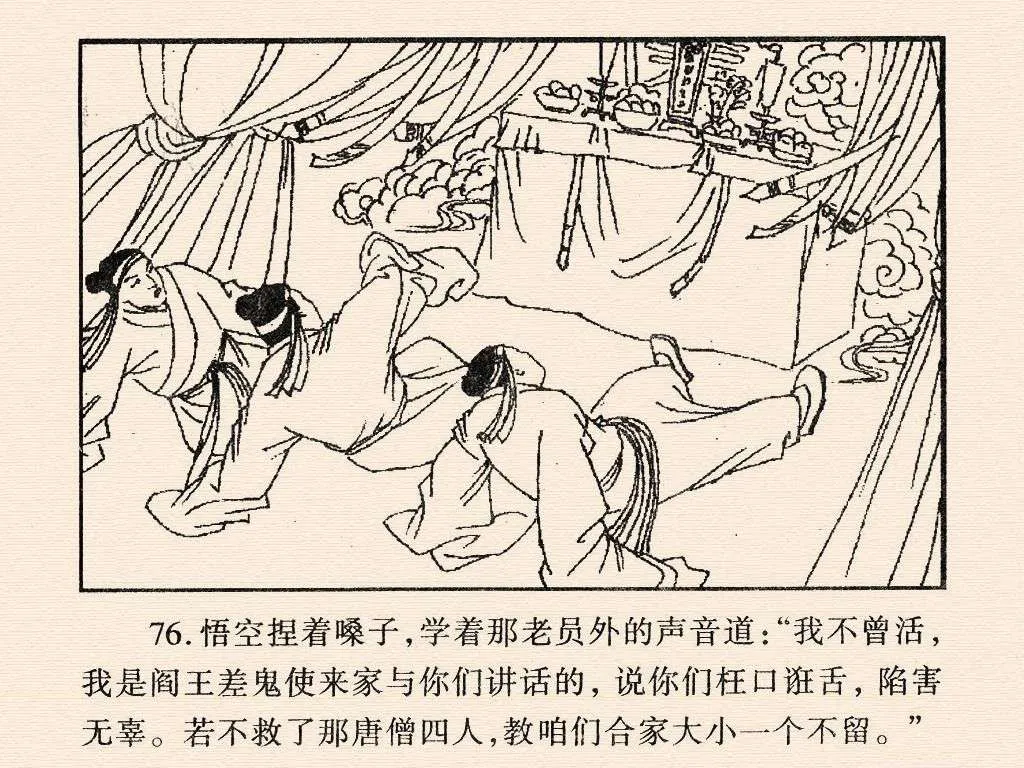 76. 悟空捏着嗓子，学着那老员外的声音道：“我不曾活，
我是阎王差鬼使来家与你们讲话的，说你们枉口诳舌，陷害
无辜。若不救了那唐僧四人，教咱们合家大小一个不留。”